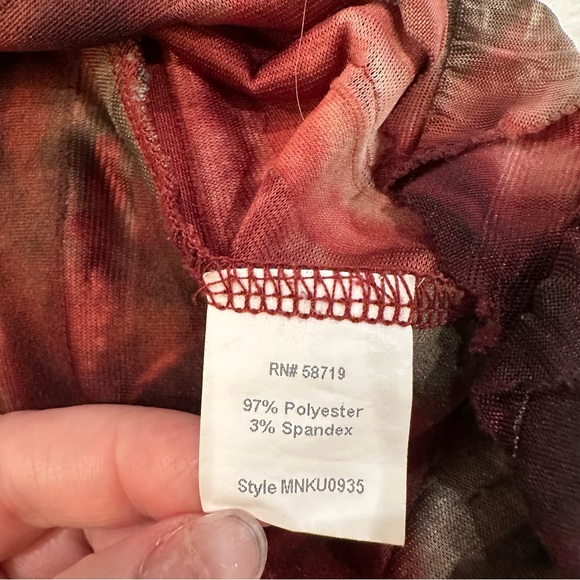 RN# 58719
97% Polyester
3% Spandex
Style MNKU0935